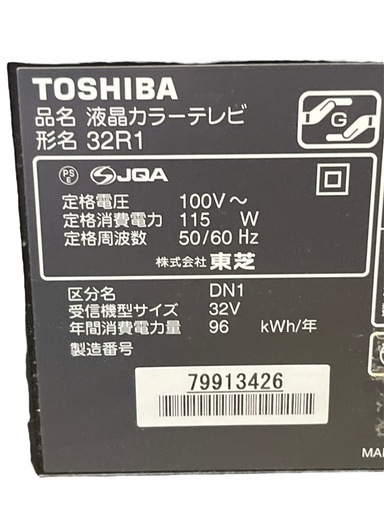 TOSHIBA
品名 液晶カラーテレビ
形名 32R1
G
PS
E
JQA
定格電圧 100V～
定格消費電力 115 W
定格周波数 50/60 Hz
株式会社 東芝
区分名 DN1
受信機型サイズ 32V
年間消費電力量 96 kWh/年
製造番号
79913426